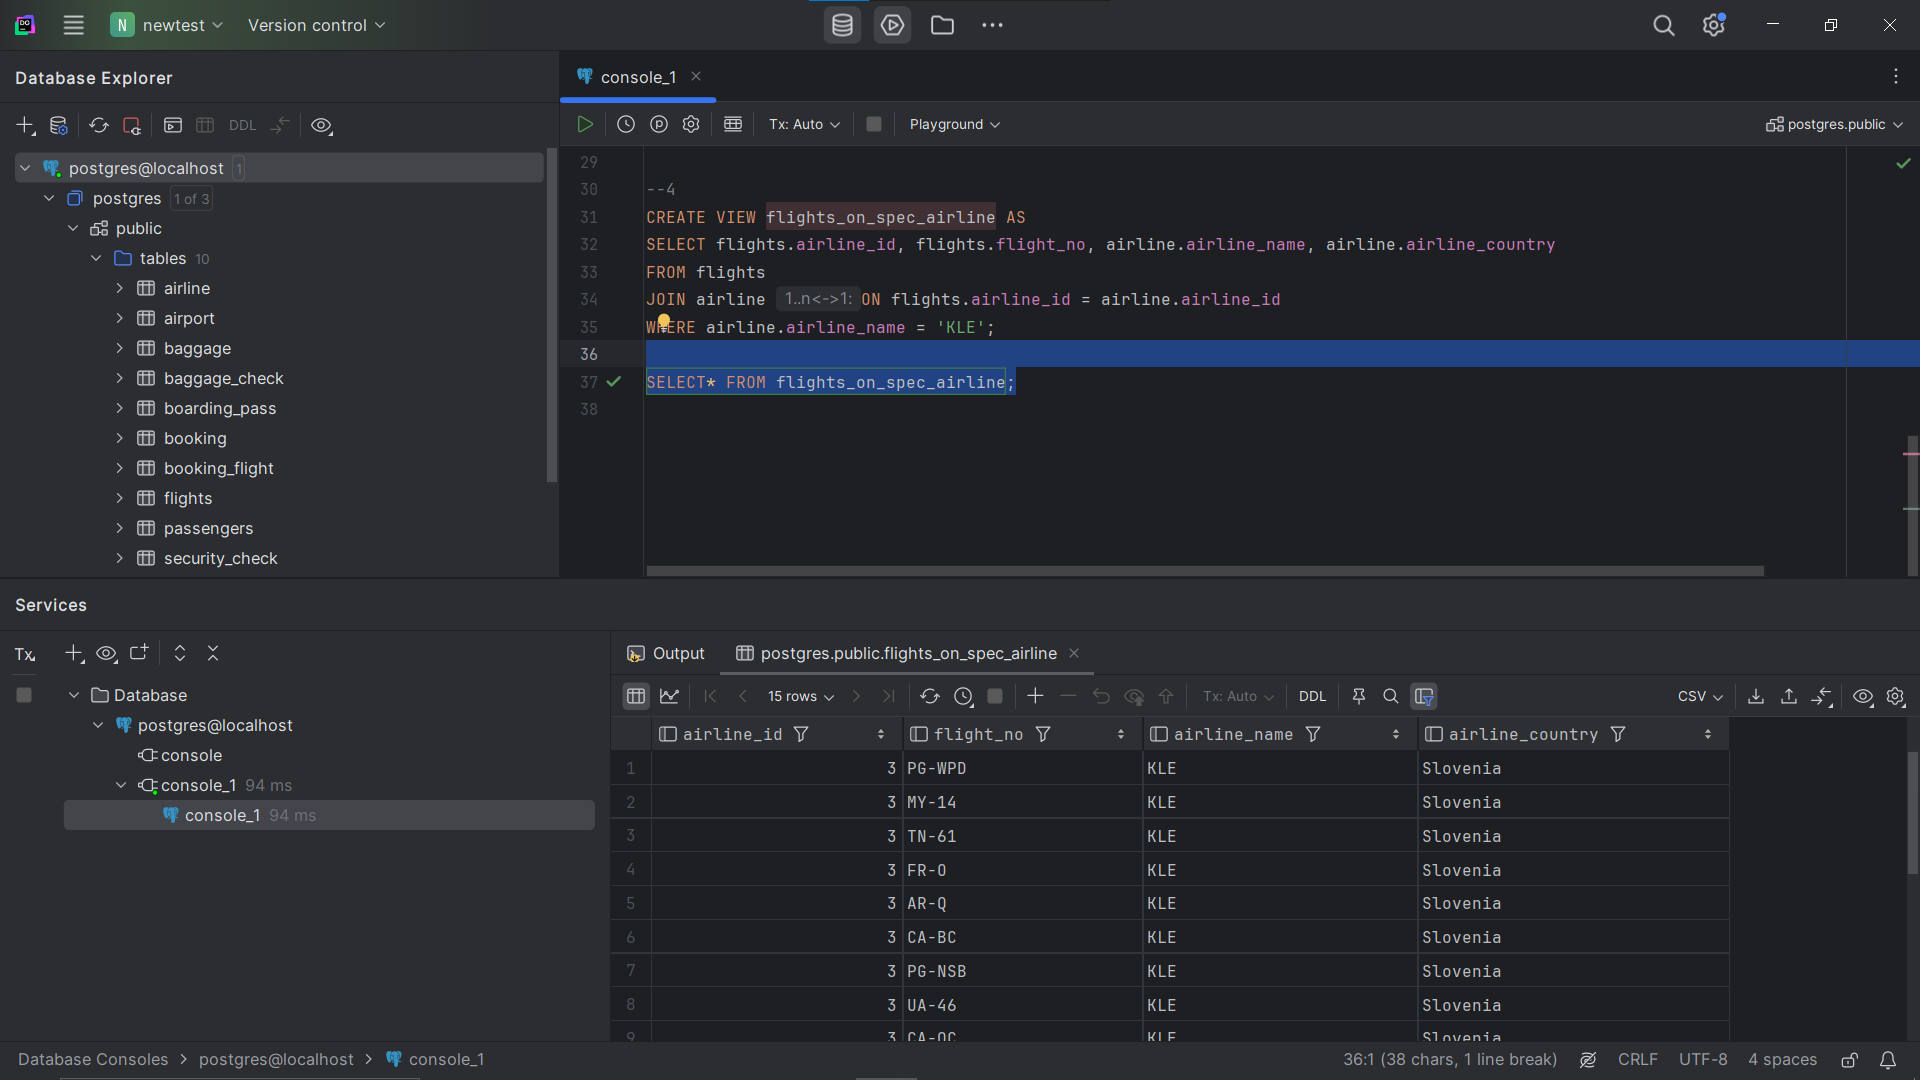 N newtest Version control
Database Explorer
console_1
DDL
Tx: Auto Playground postgres.public
postgres@localhost 1
postgres 1 of 3
public
tables 10
airline
airport
baggage
baggage_check
boarding_pass
booking
booking_flight
flights
passengers
security_check
29
30 --4
31 CREATE VIEW flights_on_spec_airline AS
32 SELECT flights.airline_id, flights.flight_no, airline.airline_name, airline.airline_country
33 FROM flights
34 JOIN airline 1..n<->1: ON flights.airline_id = airline.airline_id
35 WHERE airline.airline_name = 'KLE';
36
37 SELECT* FROM flights_on_spec_airline;
38
Services
Tx
Database
postgres@localhost
console
console_1 94 ms
console_1 94 ms
Output postgres.public.flights_on_spec_airline
15 rows Tx: Auto DDL CSV
airline_id flight_no airline_name airline_country
1 3 PG-WPD KLE Slovenia
2 3 MY-14 KLE Slovenia
3 3 TN-61 KLE Slovenia
4 3 FR-O KLE Slovenia
5 3 AR-Q KLE Slovenia
6 3 CA-BC KLE Slovenia
7 3 PG-NSB KLE Slovenia
8 3 UA-46 KLE Slovenia
9 3 CA-QC KLE Slovenia
Database Consoles > postgres@localhost > console_1
36:1 (38 chars, 1 line break) CRLF UTF-8 4 spaces